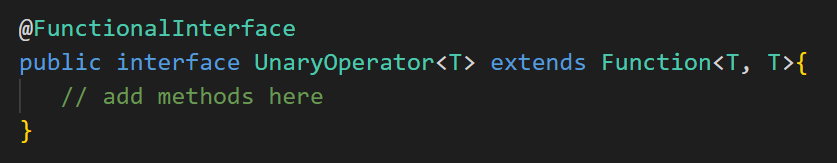 @FunctionalInterface
public interface UnaryOperator<T> extends Function<T, T>{
// add methods here
}